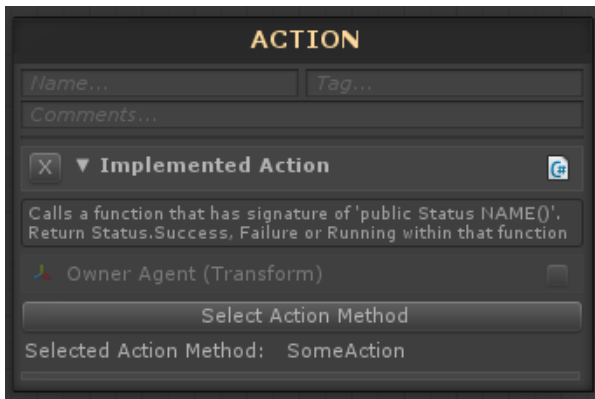 ACTION
Name... Tag...
Comments...
X ▼ Implemented Action C#
Calls a function that has signature of 'public Status NAME()'.
Return Status.Success, Failure or Running within that function
Owner Agent (Transform)
Select Action Method
Selected Action Method: SomeAction